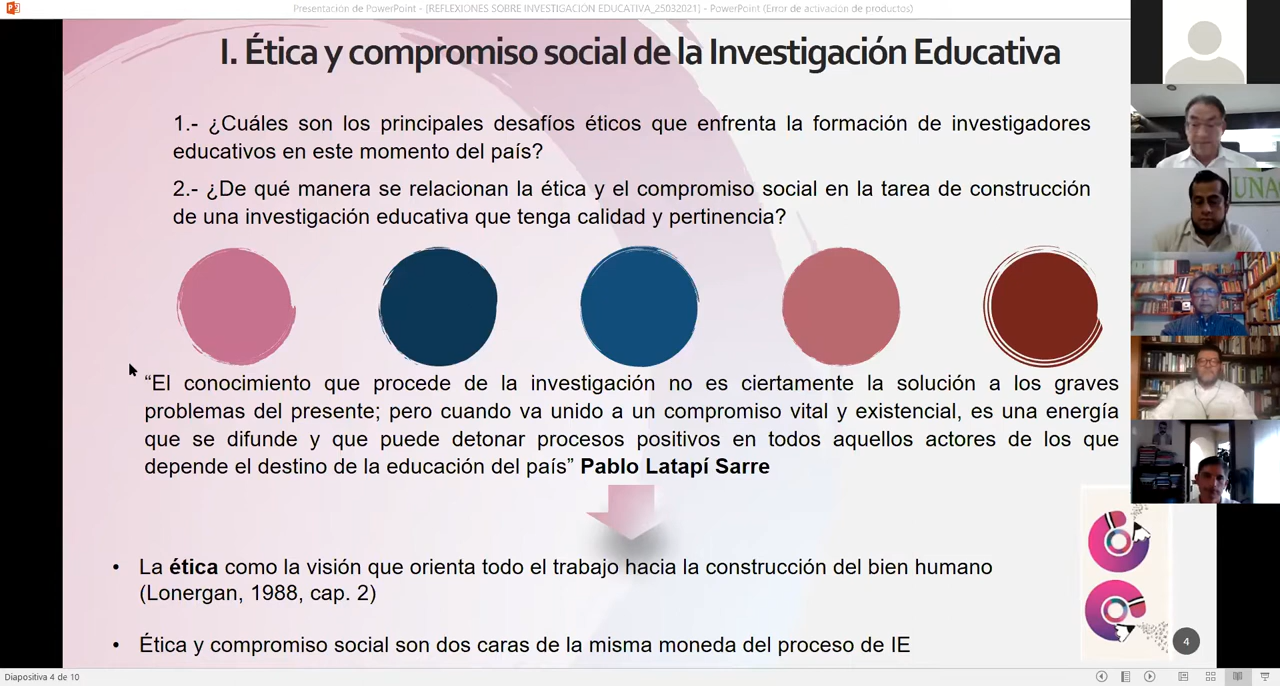 Presentación de PowerPoint - [REFLEXIONES SOBRE INVESTIGACIÓN EDUCATIVA_25032021] - PowerPoint (Error de activación de productos)
I. Ética y compromiso social de la Investigación Educativa
1.- ¿Cuáles son los principales desafíos éticos que enfrenta la formación de investigadores
educativos en este momento del país?
2.- ¿De qué manera se relacionan la ética y el compromiso social en la tarea de construcción
de una investigación educativa que tenga calidad y pertinencia?
UNA
“El conocimiento que procede de la investigación no es ciertamente la solución a los graves
problemas del presente; pero cuando va unido a un compromiso vital y existencial, es una energía
que se difunde y que puede detonar procesos positivos en todos aquellos actores de los que
depende el destino de la educación del país” Pablo Latapí Sarre
• La ética como la visión que orienta todo el trabajo hacia la construcción del bien humano
(Lonergan, 1988, cap. 2)
• Ética y compromiso social son dos caras de la misma moneda del proceso de IE
4
Diapositiva 4 de 10